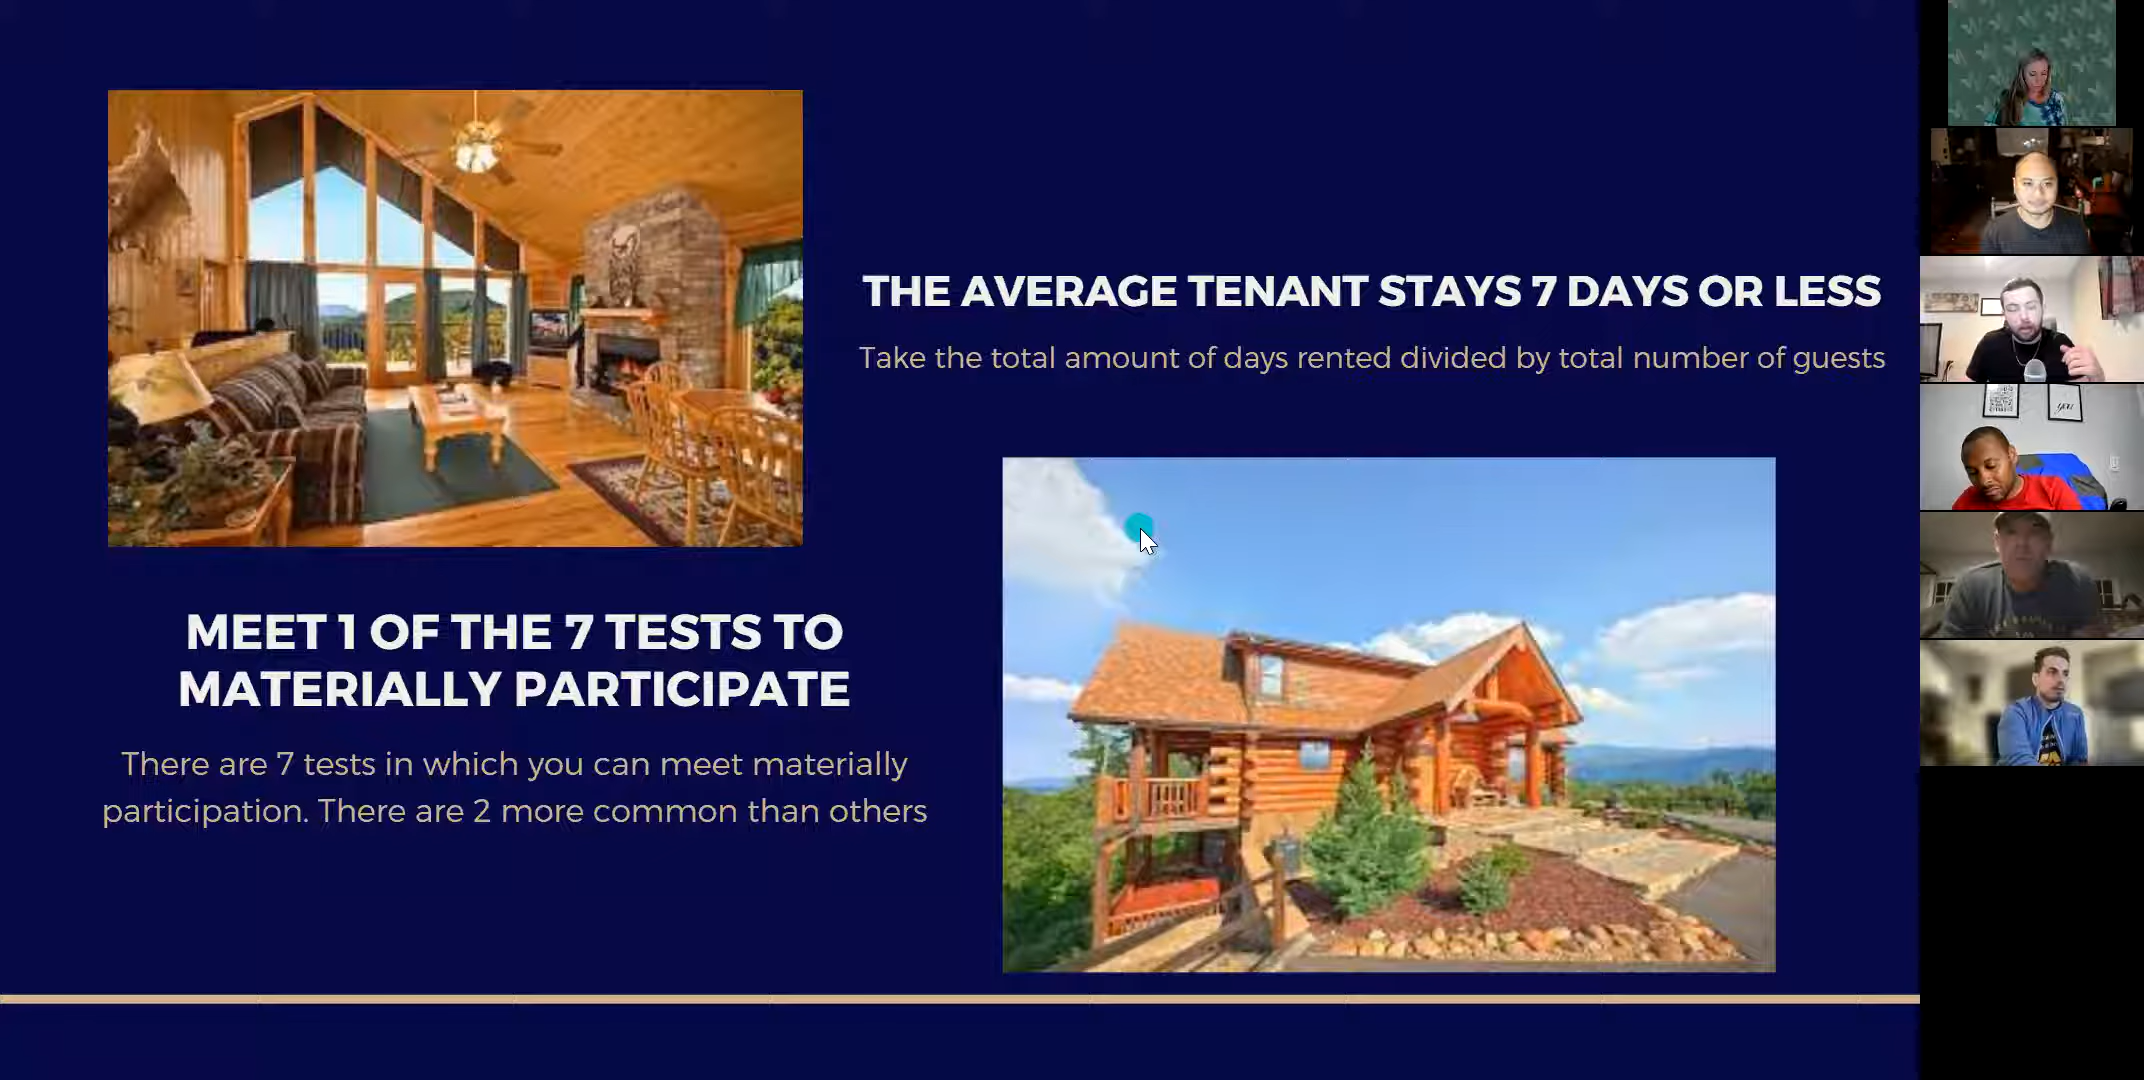 THE AVERAGE TENANT STAYS 7 DAYS OR LESS
Take the total amount of days rented divided by total number of guests
MEET 1 OF THE 7 TESTS TO
MATERIALLY PARTICIPATE
There are 7 tests in which you can meet materially
participation. There are 2 more common than others
you